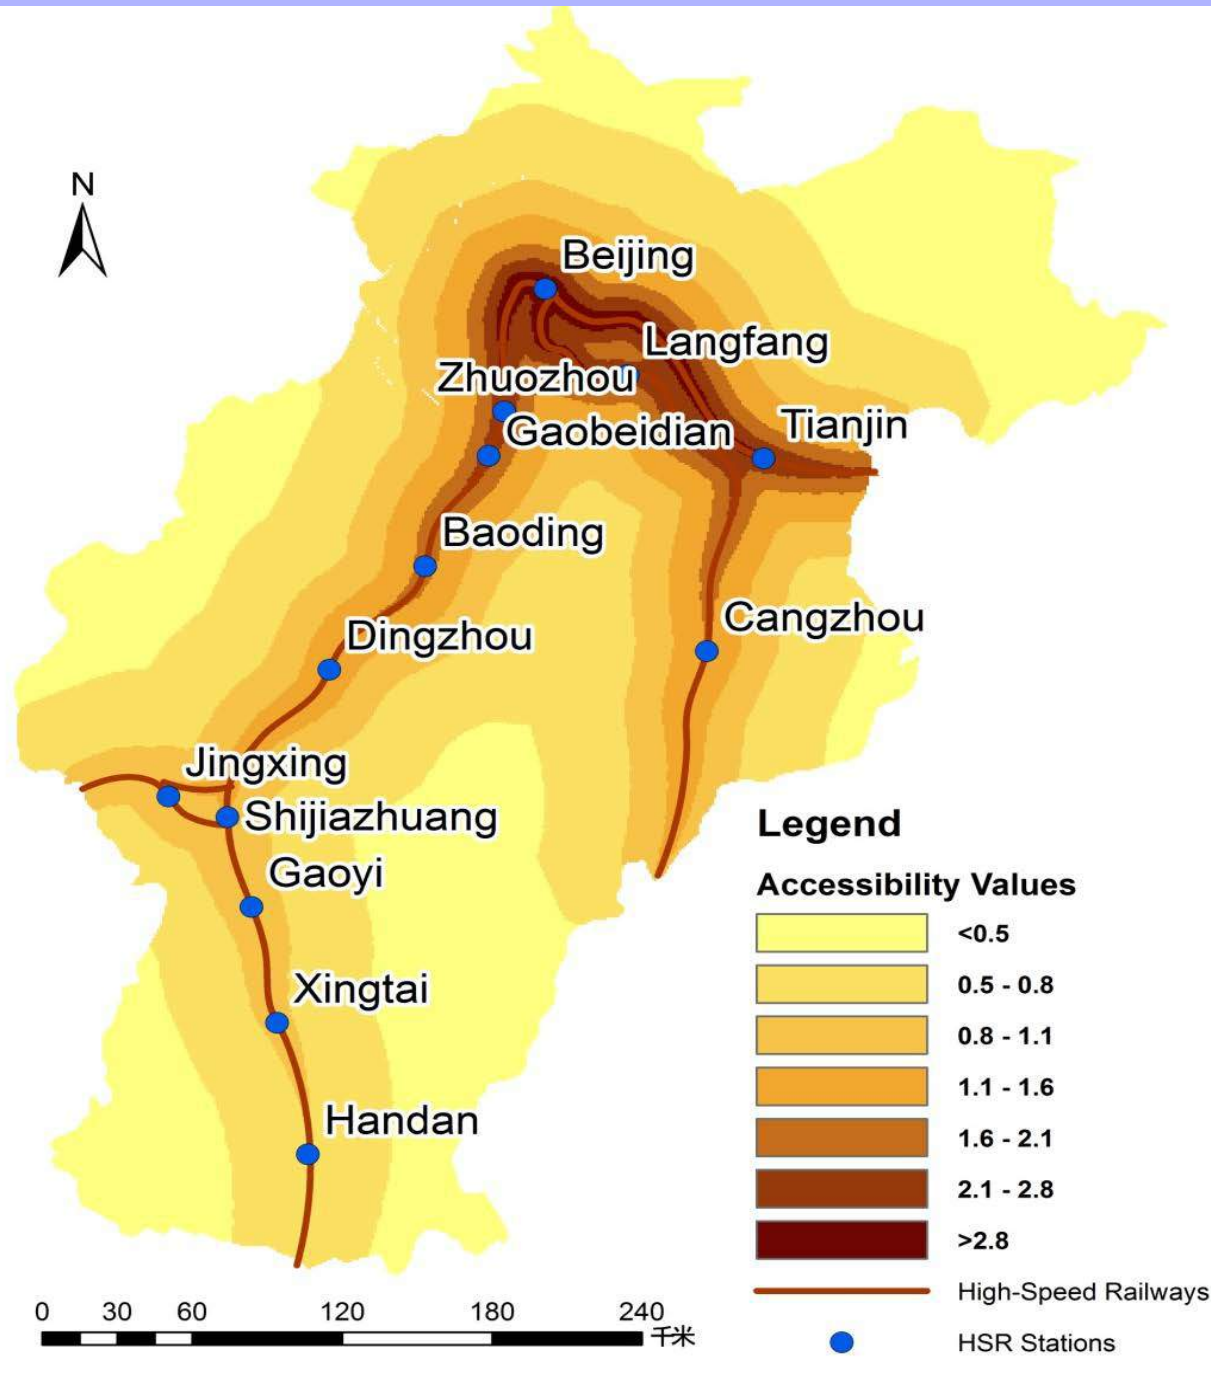 N
Beijing
Langfang
Zhuozhou
Gaobeidian
Tianjin
Baoding
Cangzhou
Dingzhou
Jingxing
Shijiazhuang
Gaoyi
Xingtai
Handan
Legend
Accessibility Values
<0.5
0.5 - 0.8
0.8 - 1.1
1.1 - 1.6
1.6 - 2.1
2.1 - 2.8
>2.8
High-Speed Railways
HSR Stations
0 30 60 120 180 240
千米